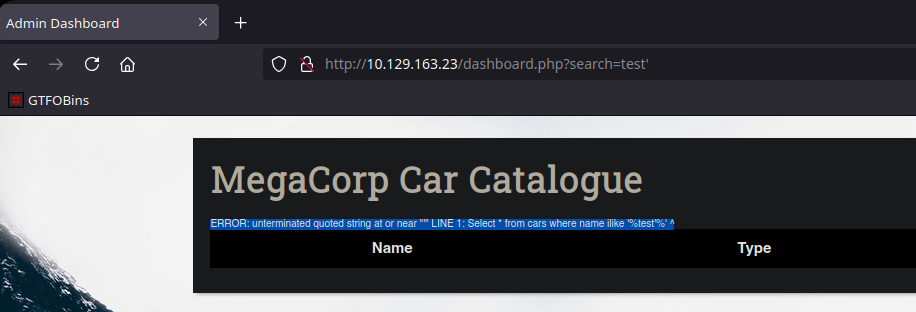 Admin Dashboard
http://10.129.163.23/dashboard.php?search=test'
GTFOBins
MegaCorp Car Catalogue
ERROR: unterminated quoted string at or near "'" LINE 1: Select * from cars where name ilike '%test'%' ^
Name Type